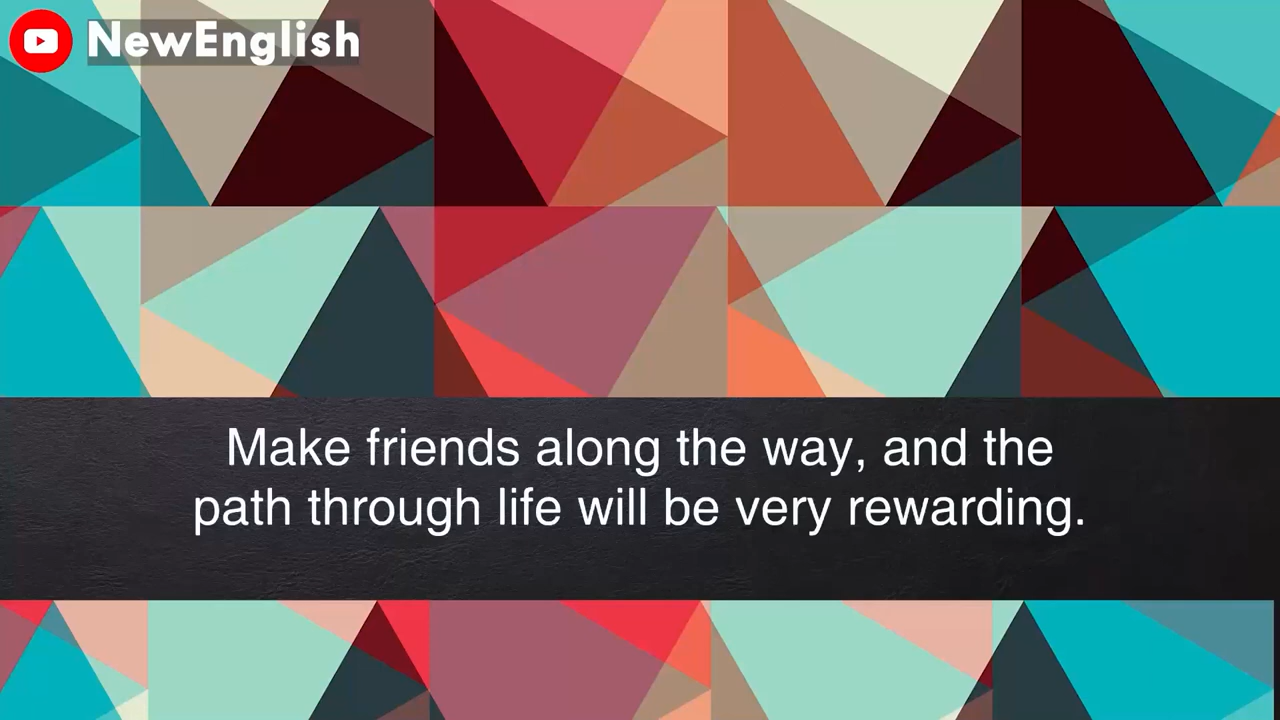 NewEnglish
Make friends along the way, and the
path through life will be very rewarding.